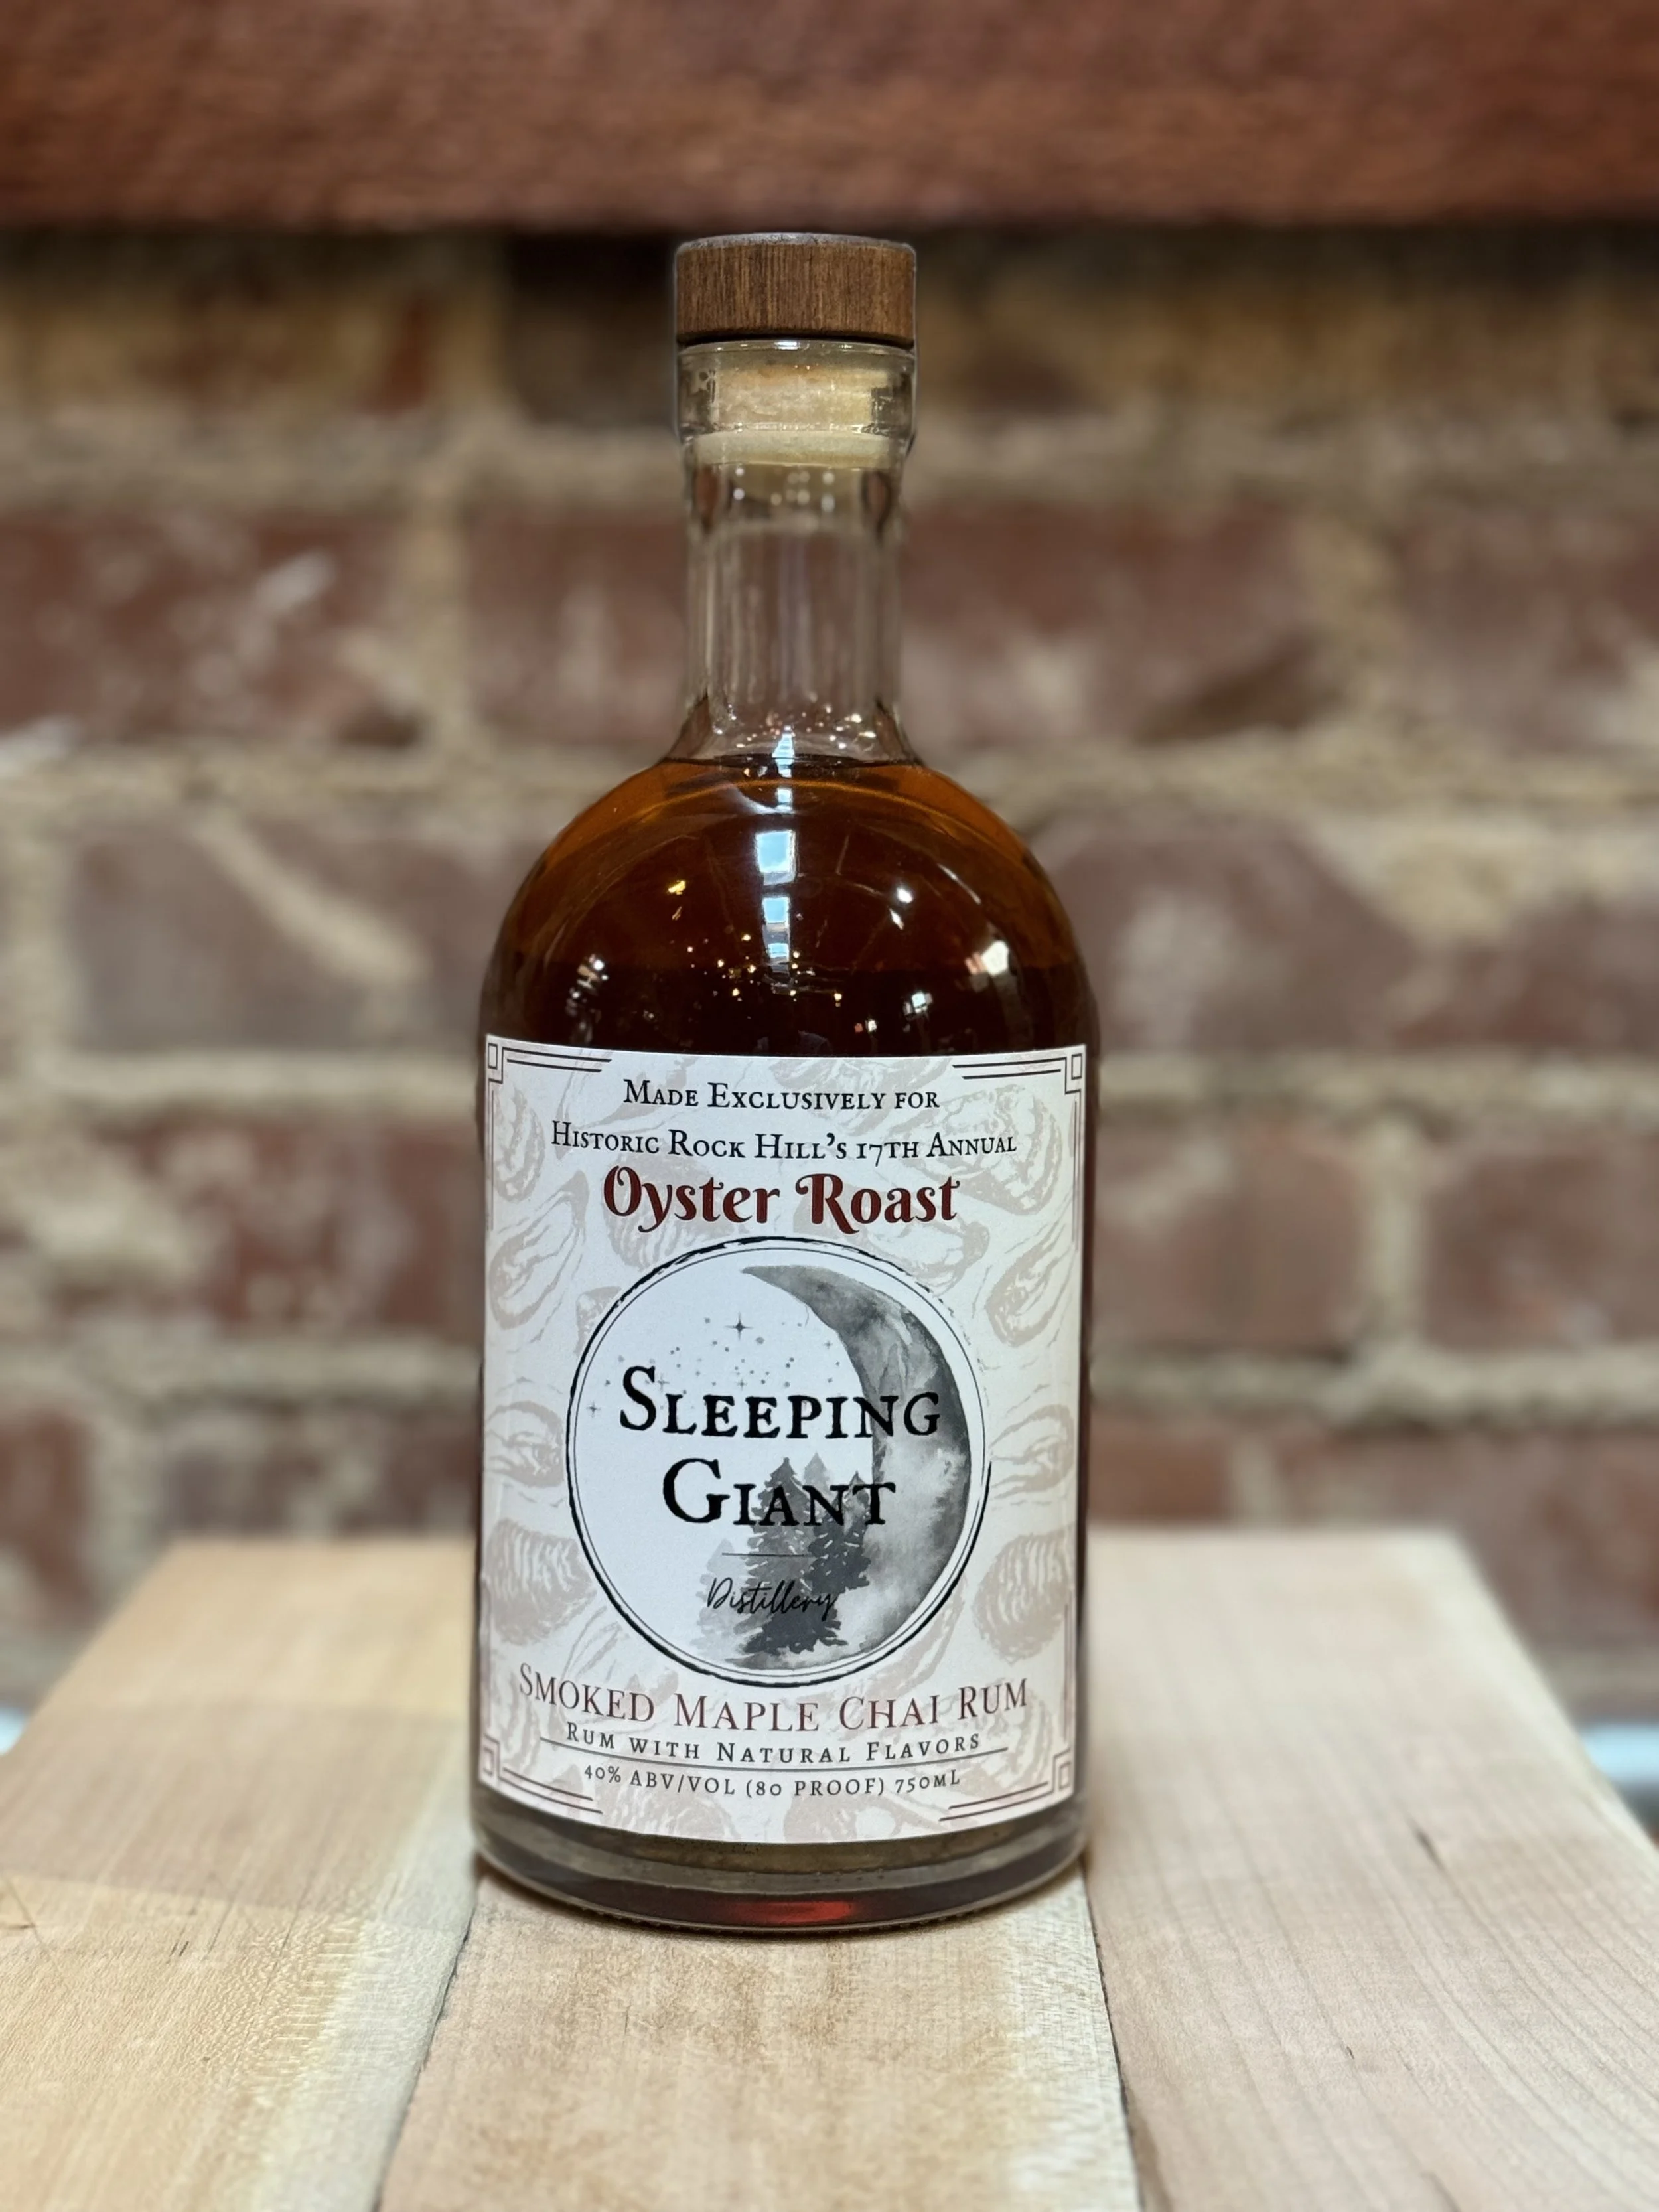 Made Exclusively for
Historic Rock Hill's 17th Annual
Oyster Roast
Sleeping
Giant
Distillery
Smoked Maple Chai Rum
Rum with Natural Flavors
40% ABV/VOL (80 PROOF) 750mL